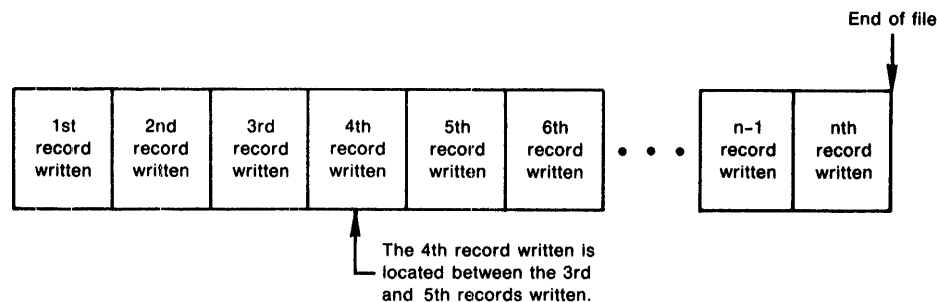 End of file
1st
record
written
2nd
record
written
3rd
record
written
4th
record
written
5th
record
written
6th
record
written
• • •
n-1
record
written
nth
record
written
The 4th record written is
located between the 3rd
and 5th records written.